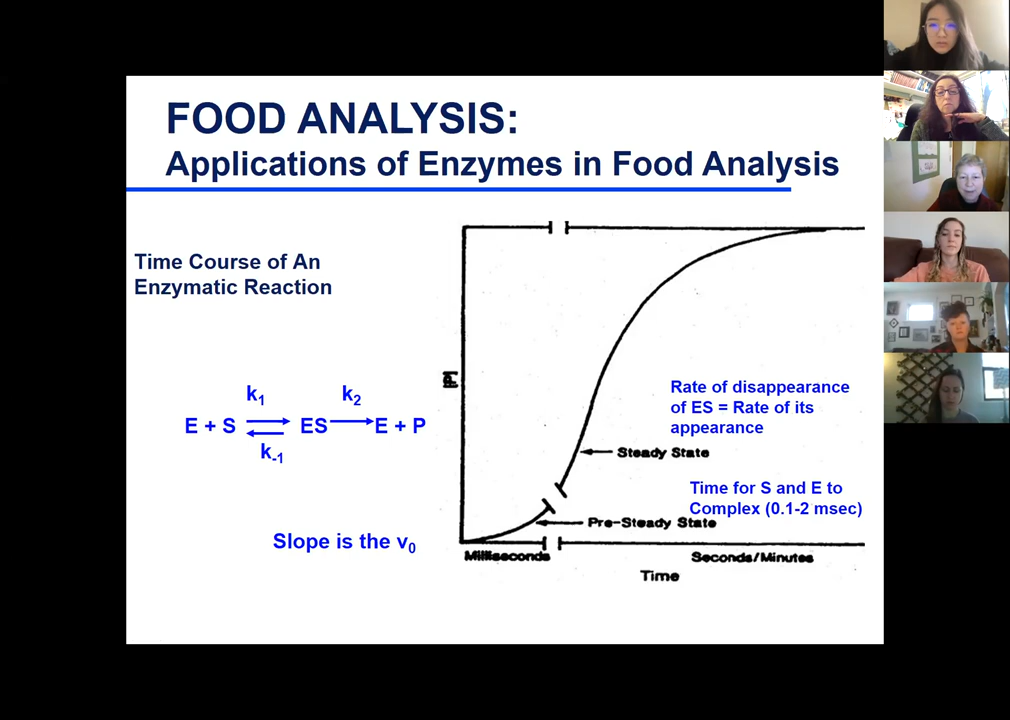 FOOD ANALYSIS:
Applications of Enzymes in Food Analysis
Time Course of An
Enzymatic Reaction
k1
k2
E + S
ES
E + P
k-1
Slope is the v0
[P]
Rate of disappearance
of ES = Rate of its
appearance
Steady State
Time for S and E to
Complex (0.1-2 msec)
Pre-Steady State
Milliseconds
Seconds/Minutes
Time